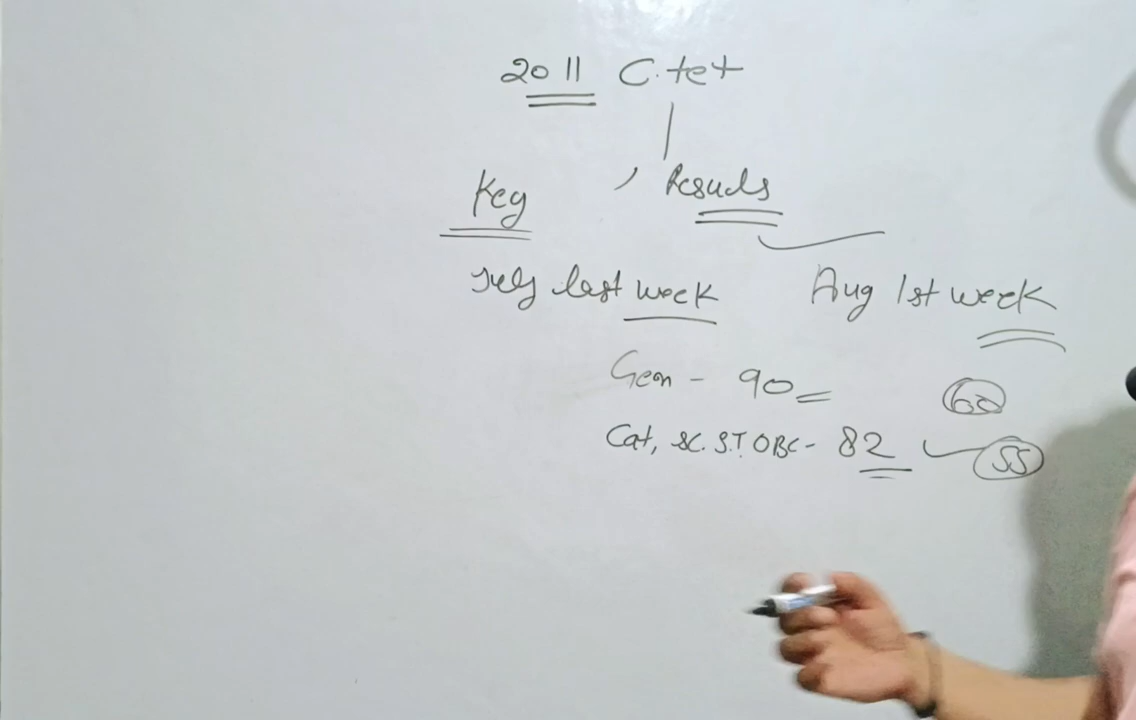 2011 C.tet
Key , Results
July last week Aug 1st week
Gen - 90 60
Cat, SC. S.T. OBC - 82 55